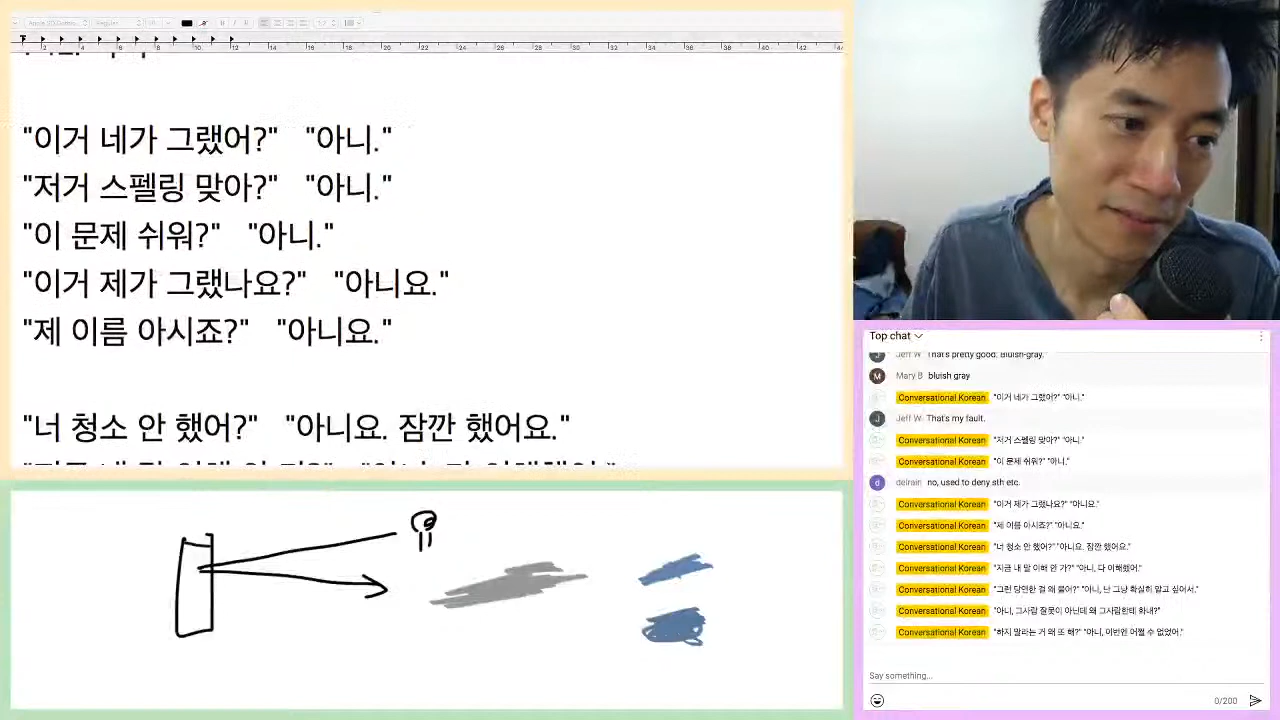 "이거 네가 그랬어?" "아니."
"저거 스펠링 맞아?" "아니."
"이 문제 쉬워?" "아니."
"이거 제가 그랬나요?" "아니요."
"제 이름 아시죠?" "아니요."
"너 청소 안 했어?" "아니요. 잠깐 했어요."
Top chat
Jeff W That's pretty good. Bluish-gray.
Mary B bluish gray
Conversational Korean "이거 네가 그랬어?" "아니."
Jeff W That's my fault.
Conversational Korean "저거 스펠링 맞아?" "아니."
Conversational Korean "이 문제 쉬워?" "아니."
deirain no, used to deny sth etc.
Conversational Korean "이거 제가 그랬나요?" "아니요."
Conversational Korean "제 이름 아시죠?" "아니요."
Conversational Korean "너 청소 안 했어?" "아니요. 잠깐 했어요."
Conversational Korean "지금 내 말 이해 안 가?" "아니, 다 이해했어."
Conversational Korean "그런 당연한 걸 왜 물어?" "아니, 난 그냥 확실히 알고 싶어서."
Conversational Korean "아니, 그사람 잘못이 아닌데 왜 그사람한테 화내?"
Conversational Korean "하지 말라는 걸 왜 또 해?" "아니, 이번엔 어쩔 수 없었어."
Say something...
0/200